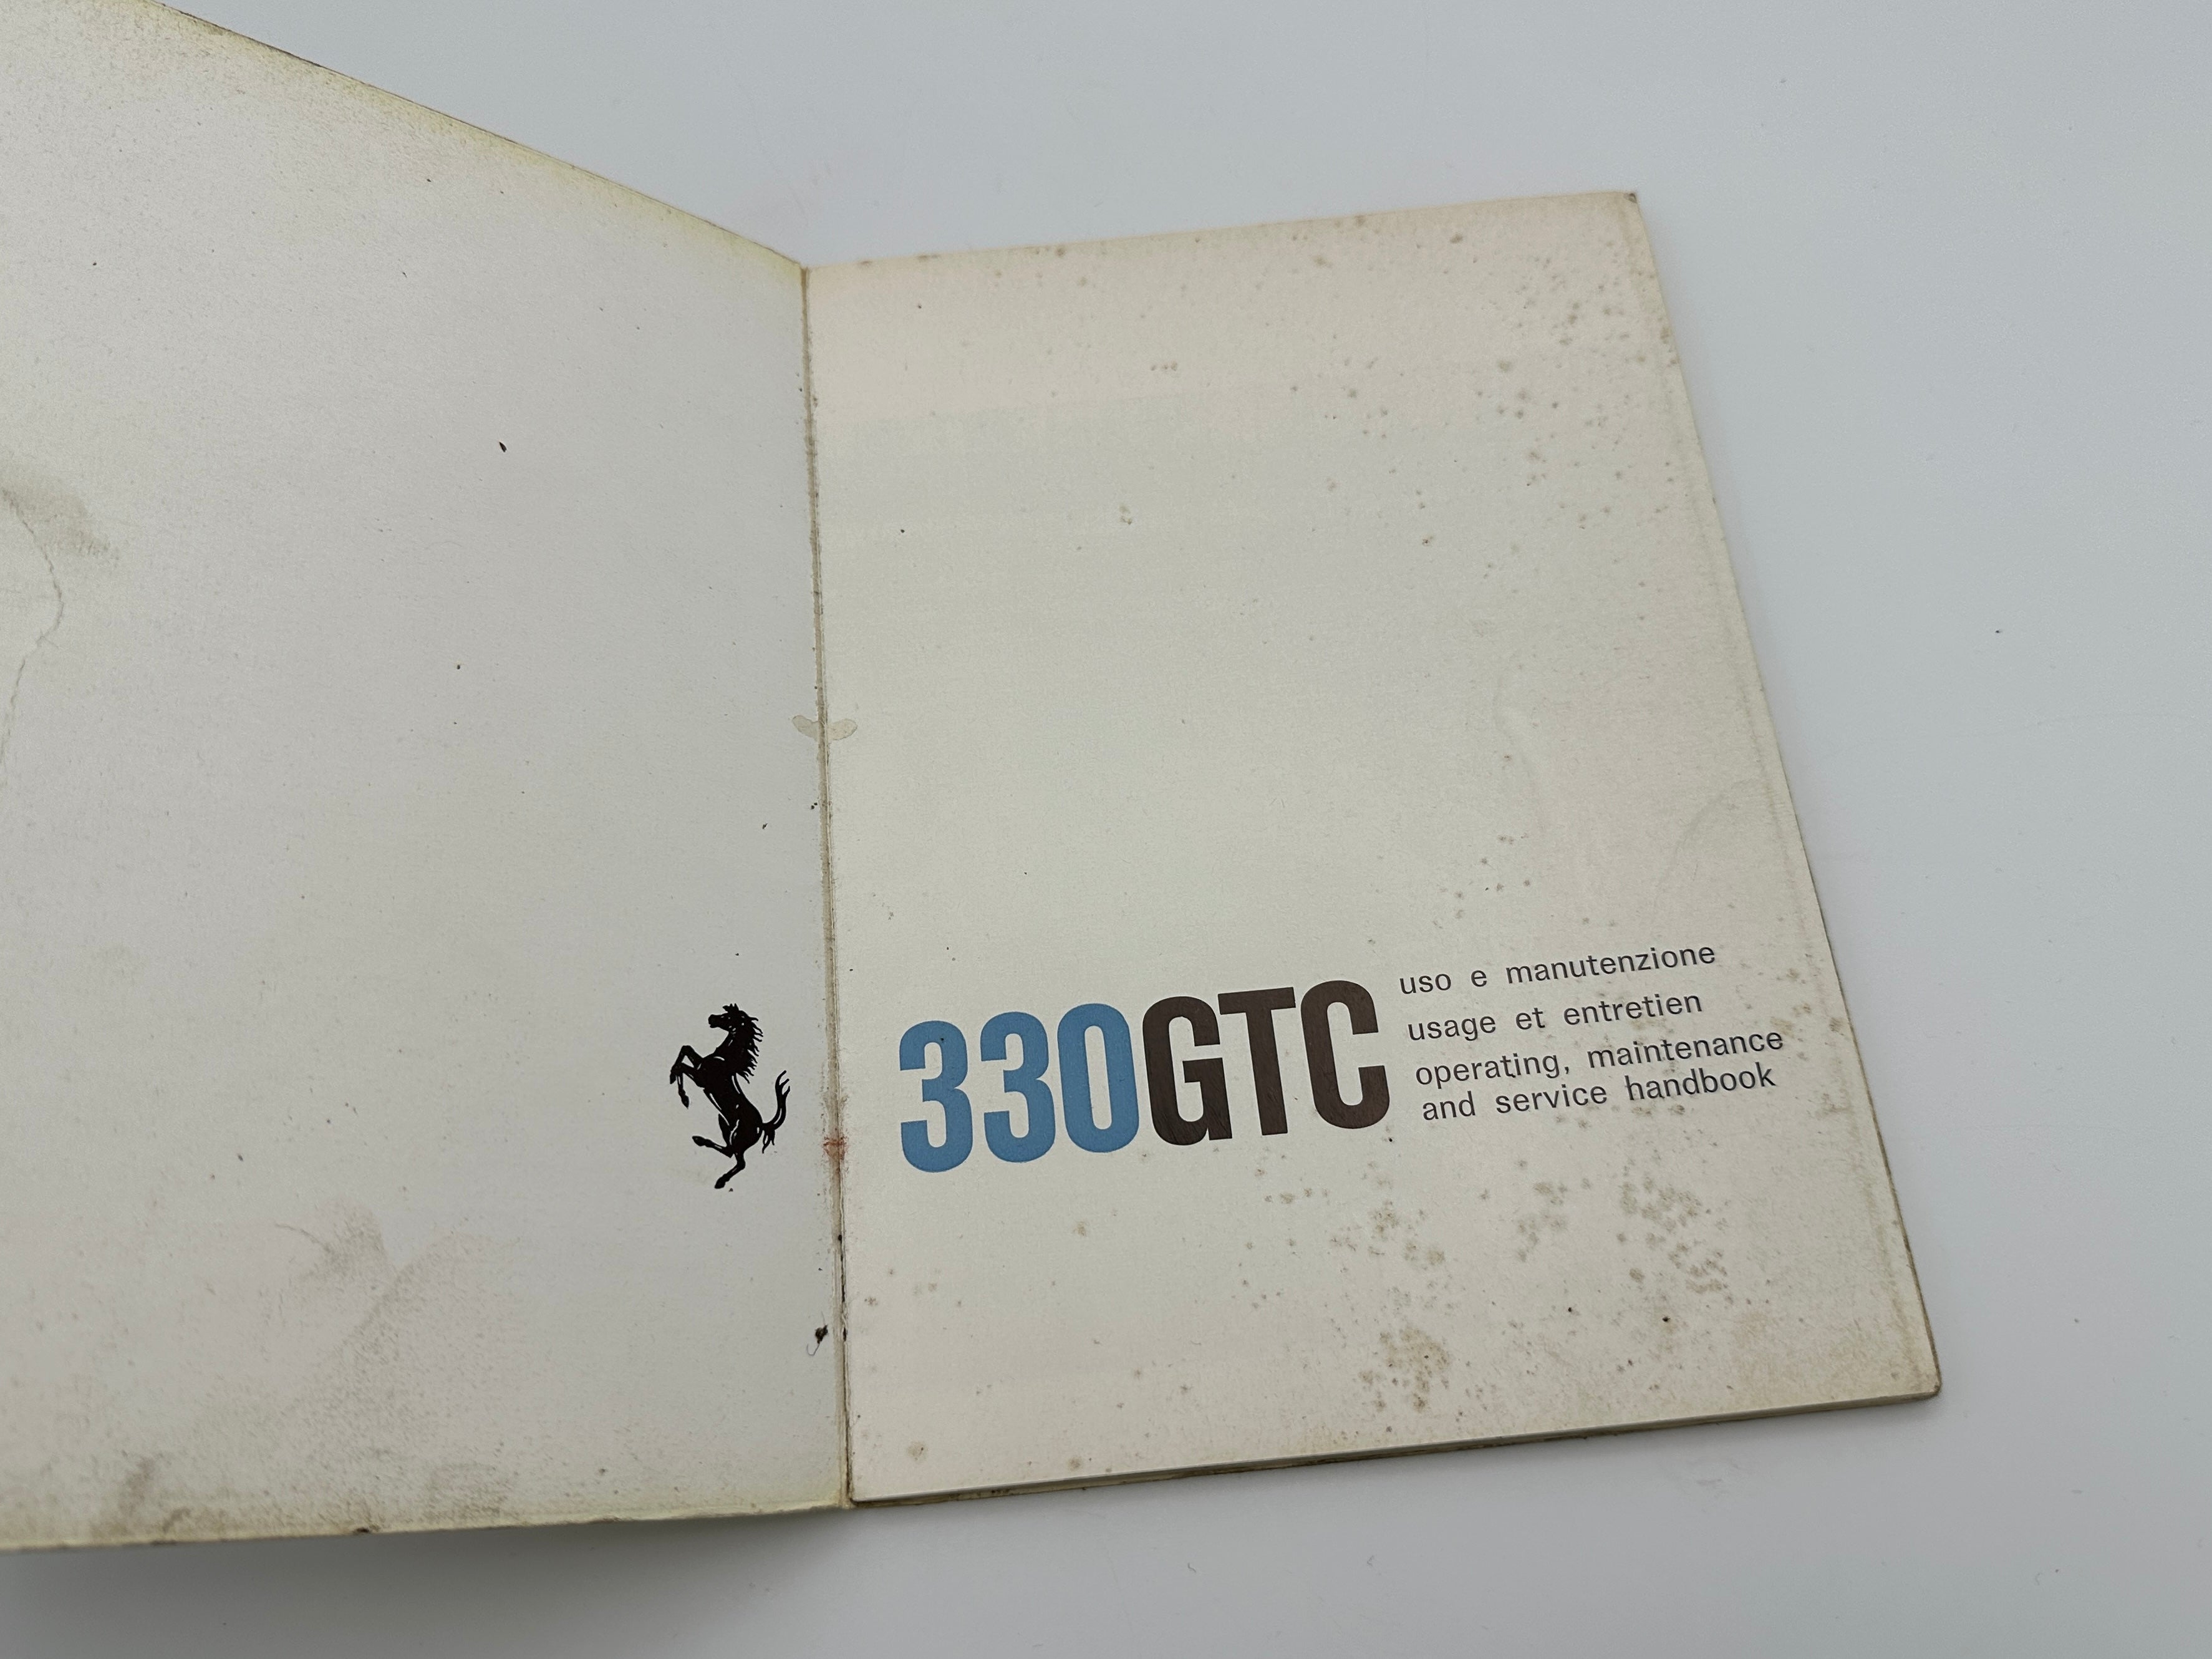 330GTC
uso e manutenzione
usage et entretien
operating, maintenance
and service handbook